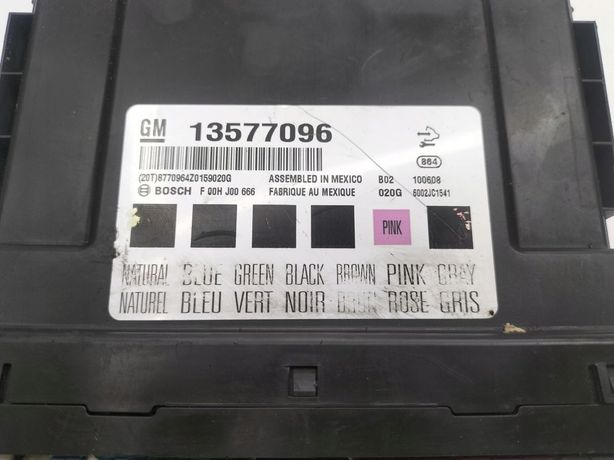 GM 13577096
864
(20T)8770964Z0159020G ASSEMBLED IN MEXICO B02 100608
BOSCH F 00H J00 666 FABRIQUE AU MEXIQUE 020G 6002JC1541
PINK
NATURAL BLUE GREEN BLACK BROWN PINK GRAY
NATUREL BLEU VERT NOIR BRUN ROSE GRIS